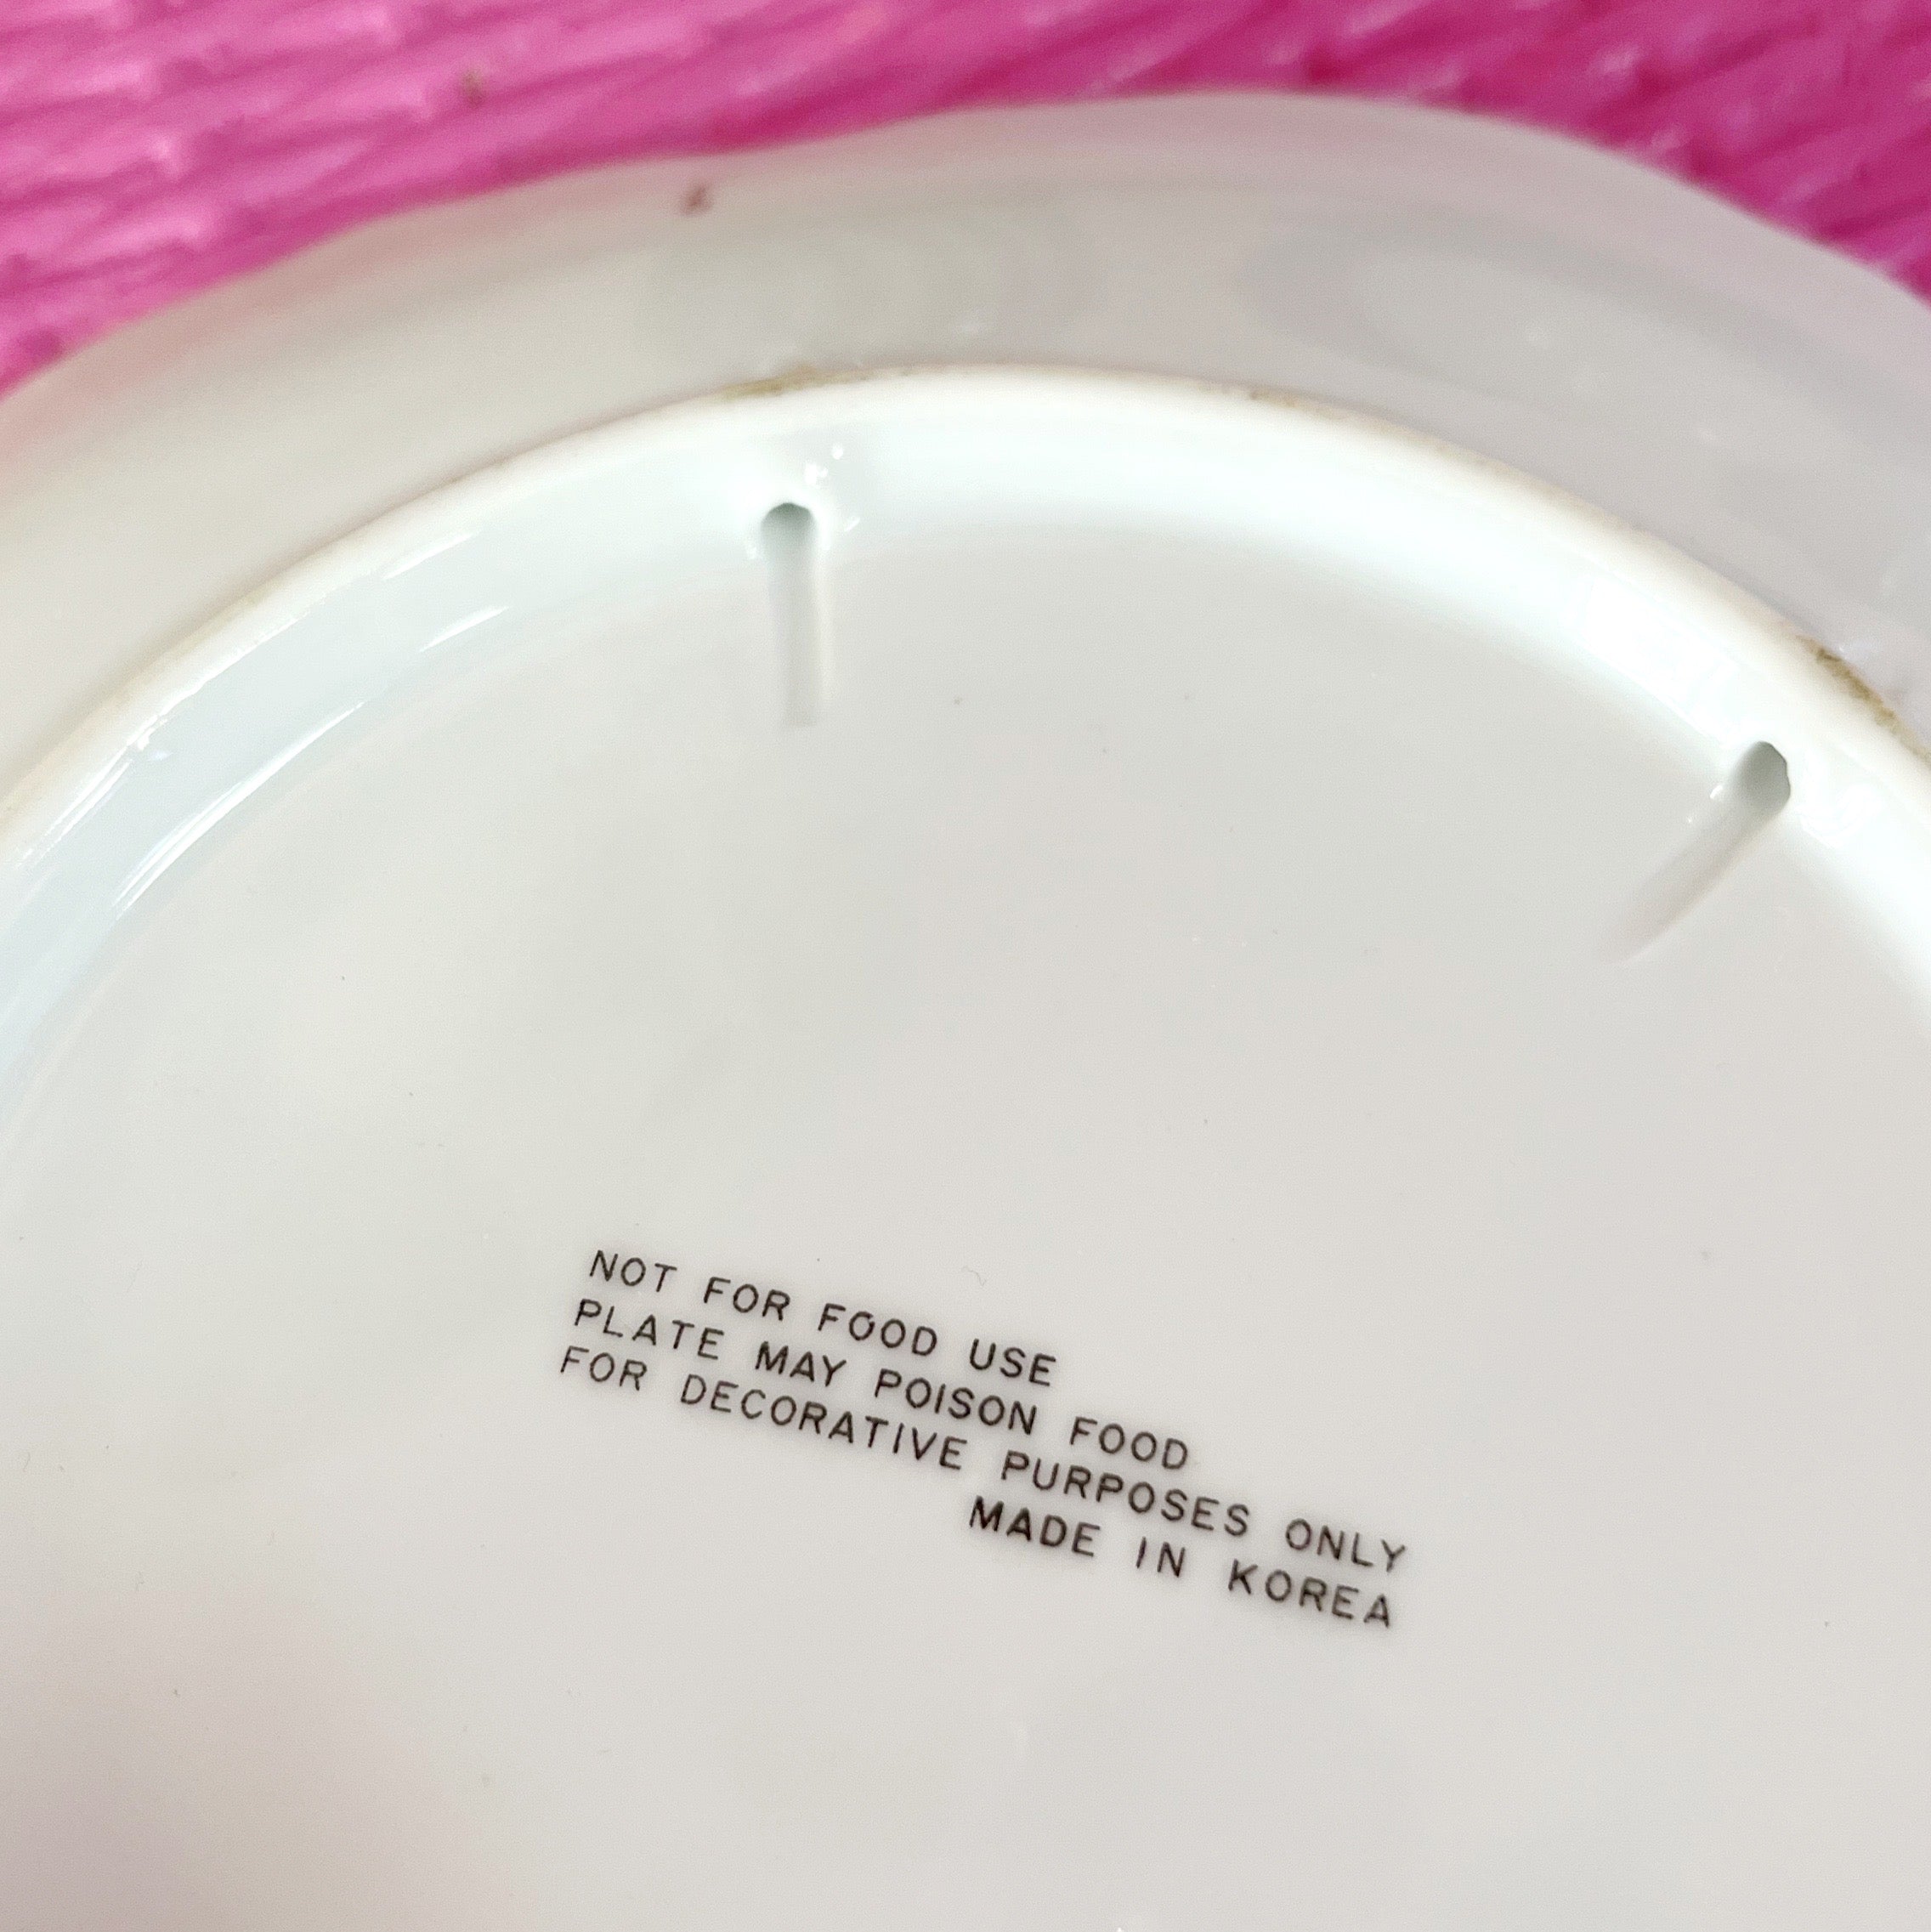 NOT FOR FOOD USE
PLATE MAY POISON FOOD
FOR DECORATIVE PURPOSES ONLY
MADE IN KOREA